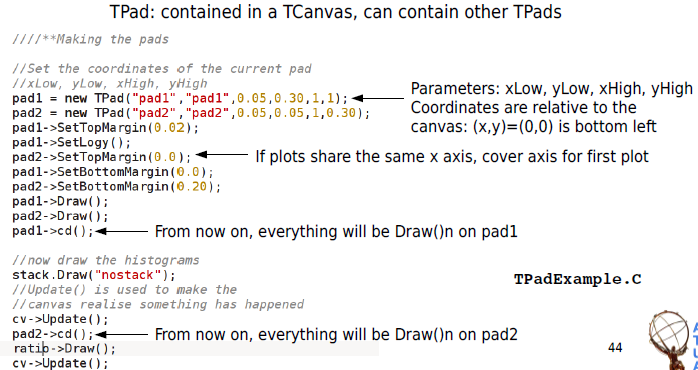 TPad: contained in a TCanvas, can contain other TPads
////**Making the pads
//Set the coordinates of the current pad
//xLow, yLow, xHigh, yHigh
pad1 = new TPad("pad1","pad1",0.05,0.30,1,1);
Parameters: xLow, yLow, xHigh, yHigh
pad2 = new TPad("pad2","pad2",0.05,0.05,1,0.30);
Coordinates are relative to the
pad1->SetTopMargin(0.02);
canvas: (x,y)=(0,0) is bottom left
pad1->SetLogy();
pad2->SetTopMargin(0.0);
If plots share the same x axis, cover axis for first plot
pad1->SetBottomMargin(0.0);
pad2->SetBottomMargin(0.20);
pad1->Draw();
pad2->Draw();
pad1->cd();
From now on, everything will be Draw()n on pad1
//now draw the histograms
stack.Draw("nostack");
TPadExample.C
//Update() is used to make the
//canvas realise something has happened
cv->Update();
pad2->cd();
From now on, everything will be Draw()n on pad2
ratio->Draw();
44
cv->Update();